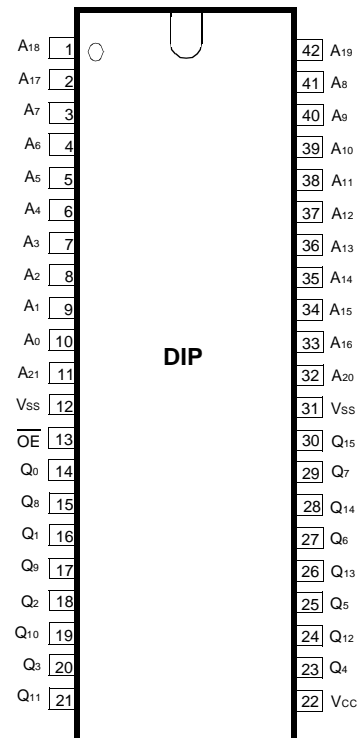 A18 1 42 A19
A17 2 41 A8
A7 3 40 A9
A6 4 39 A10
A5 5 38 A11
A4 6 37 A12
A3 7 36 A13
A2 8 35 A14
A1 9 34 A15
A0 10 33 A16
DIP
A21 11 32 A20
VSS 12 31 VSS
O̅E̅ 13 30 Q15
Q0 14 29 Q7
Q8 15 28 Q14
Q1 16 27 Q6
Q9 17 26 Q13
Q2 18 25 Q5
Q10 19 24 Q12
Q3 20 23 Q4
Q11 21 22 VCC